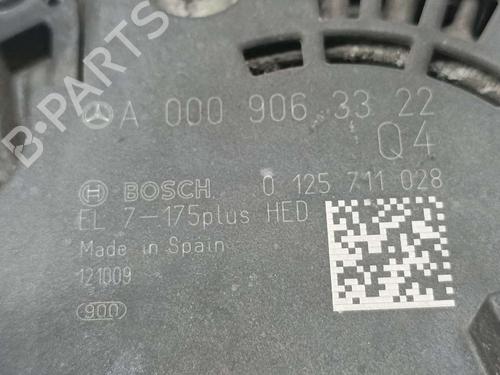 B-PARTS
A 000 906 33 22
Q4
BOSCH 0 125 711 028
EL 7-175plus HED
Made in Spain
121009
900